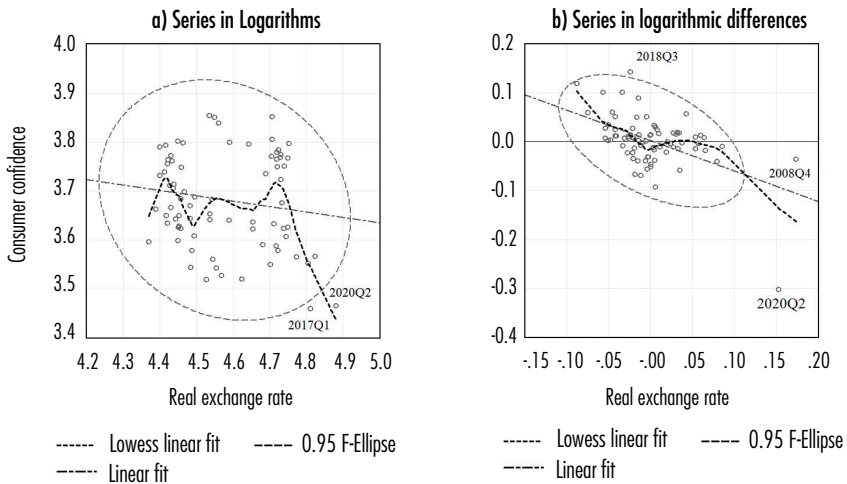 a) Series in Logarithms
4.0
3.9
3.8
3.7
3.6
3.5
3.4
Consumer confidence
2020Q2
2017Q1
4.2 4.3 4.4 4.5 4.6 4.7 4.8 4.9 5.0
Real exchange rate
Lowess linear fit
0.95 F-Ellipse
Linear fit
b) Series in logarithmic differences
0.2
0.1
0.0
-0.1
-0.2
-0.3
-0.4
2018Q3
2008Q4
2020Q2
-.15 -.10 -.05 -.00 .05 .10 .15 .20
Real exchange rate
Lowess linear fit
0.95 F-Ellipse
Linear fit